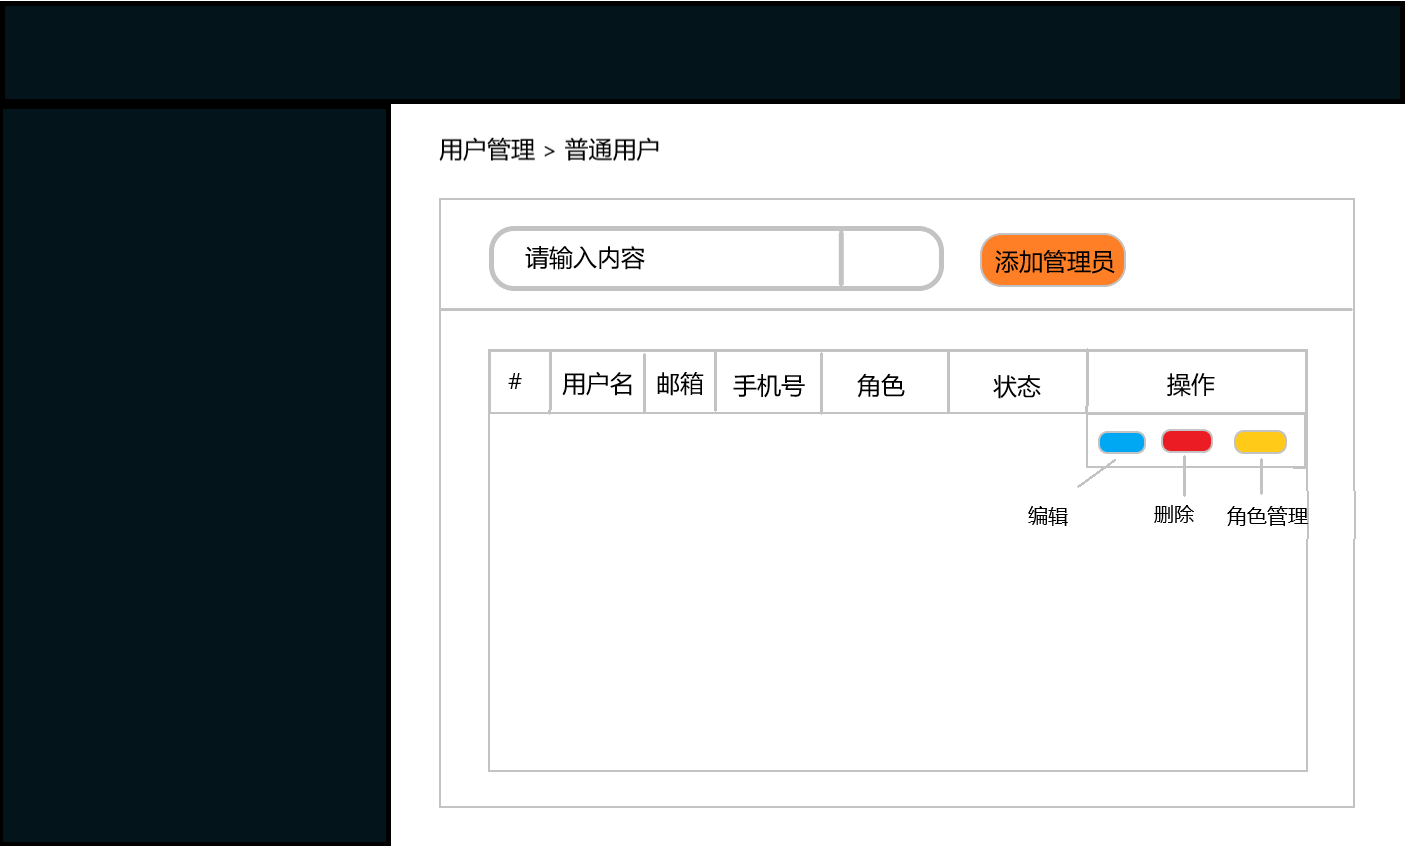 用户管理 > 普通用户
请输入内容
添加管理员
# 用户名 邮箱 手机号 角色 状态 操作
编辑 删除 角色管理